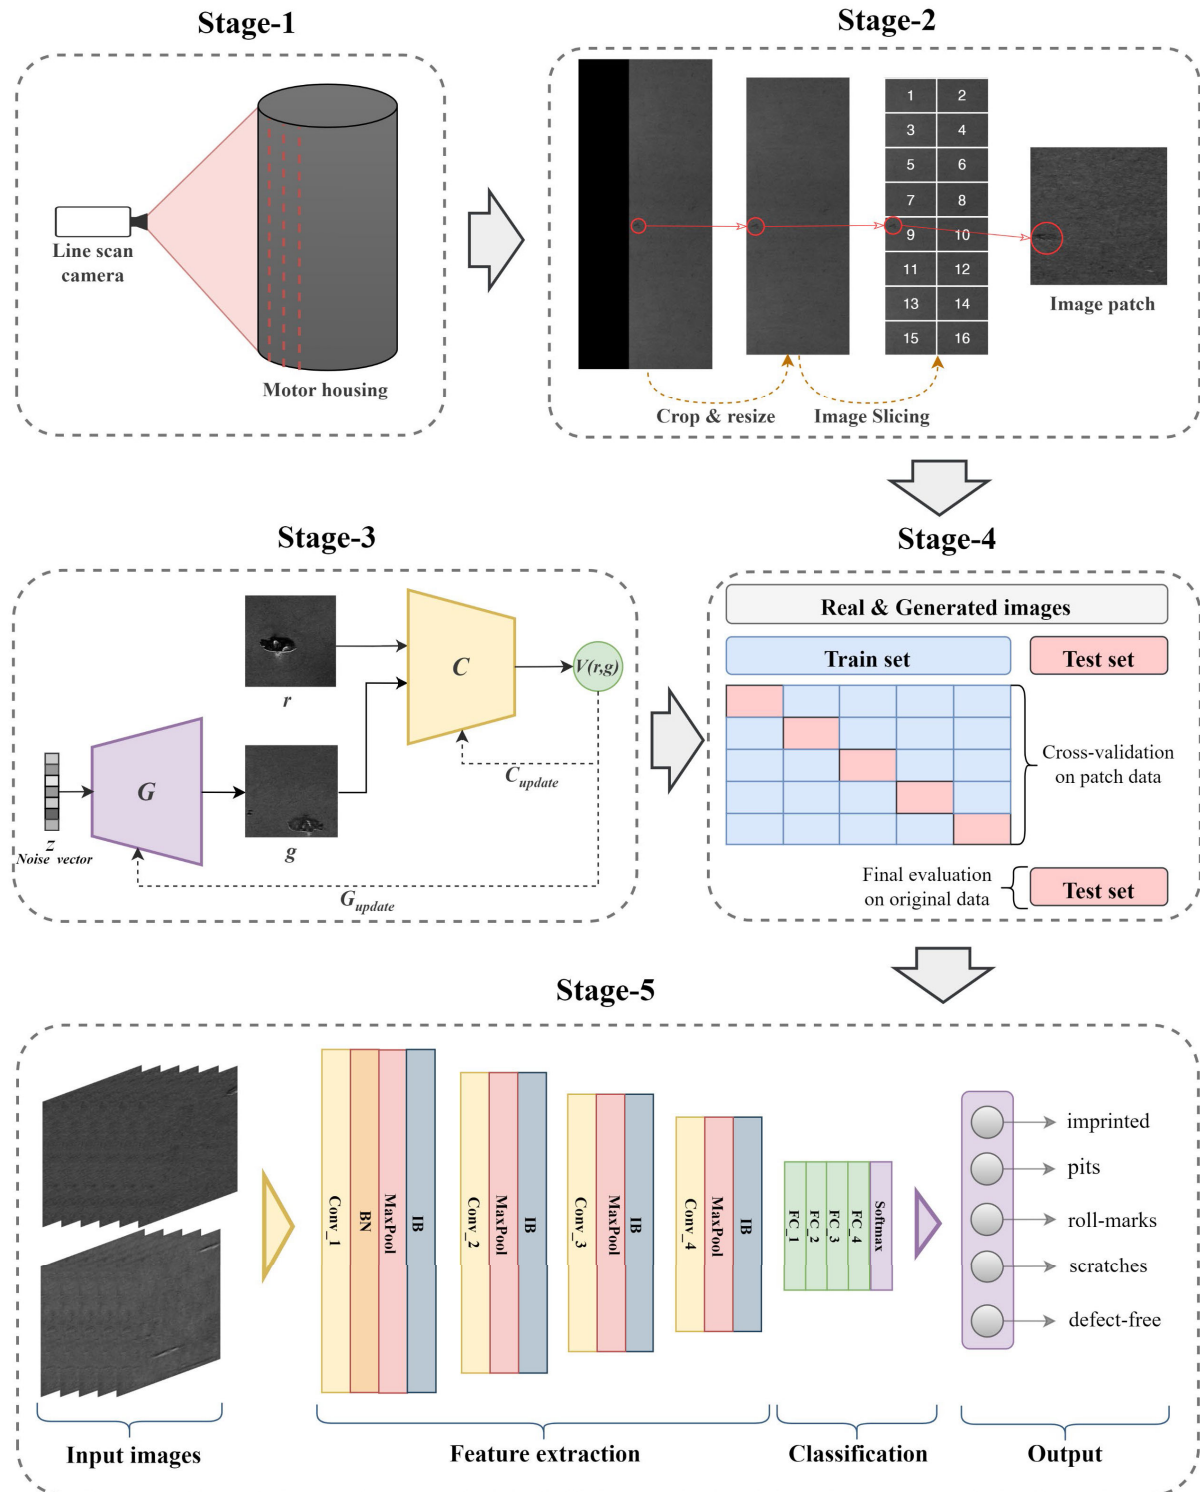 Stage-1
Line scan
camera
Motor housing
Stage-2
1 2
3 4
5 6
7 8
9 10
11 12
13 14
15 16
Image patch
Crop & resize
Image Slicing
Stage-3
r
C
V(r,g)
C update
G
z
Noise vector
g
G update
Stage-4
Real & Generated images
Train set
Test set
Cross-validation
on patch data
Final evaluation
on original data
Test set
Stage-5
Conv_1
BN
MaxPool
IB
Conv_2
MaxPool
IB
Conv_3
MaxPool
IB
Conv_4
MaxPool
IB
FC_1
FC_2
FC_3
FC_4
Softmax
imprinted
pits
roll-marks
scratches
defect-free
Input images
Feature extraction
Classification
Output